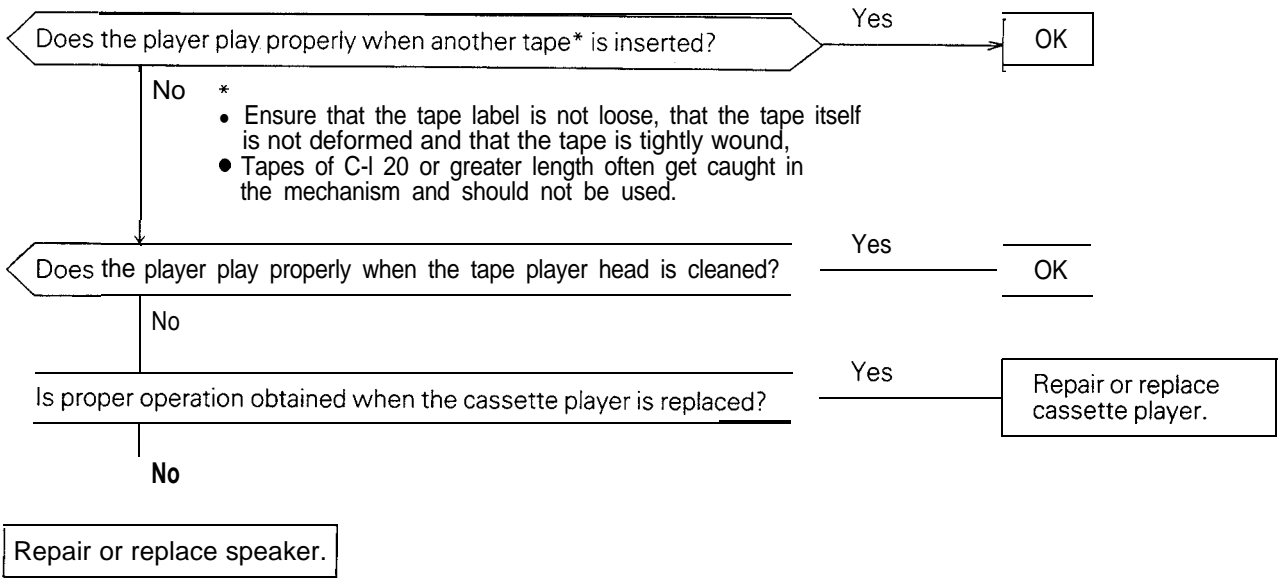 Does the player play properly when another tape* is inserted?
Yes
OK
No
*
• Ensure that the tape label is not loose, that the tape itself
is not deformed and that the tape is tightly wound,
● Tapes of C-l 20 or greater length often get caught in
the mechanism and should not be used.
Does the player play properly when the tape player head is cleaned?
Yes
OK
No
Is proper operation obtained when the cassette player is replaced?
Yes
Repair or replace
cassette player.
No
Repair or replace speaker.